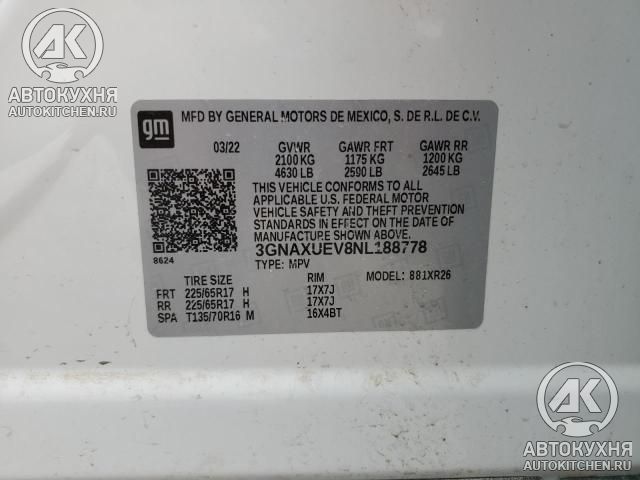 AK
АВТОКУХНЯ
AUTOKITCHEN.RU
gm
MFD BY GENERAL MOTORS DE MEXICO, S. DE R.L. DE C.V.
03/22 GVWR GAWR FRT GAWR RR
2100 KG 1175 KG 1200 KG
4630 LB 2590 LB 2645 LB
THIS VEHICLE CONFORMS TO ALL
APPLICABLE U.S. FEDERAL MOTOR
VEHICLE SAFETY AND THEFT PREVENTION
STANDARDS IN EFFECT ON THE DATE OF
MANUFACTURE SHOWN ABOVE.
8624
3GNAXUEV8NL188778
TYPE: MPV
TIRE SIZE RIM MODEL: 881XR26
FRT 225/65R17 H 17X7J
RR 225/65R17 H 17X7J
SPA T135/70R16 M 16X4BT
AK
АВТОКУХНЯ
AUTOKITCHEN.RU